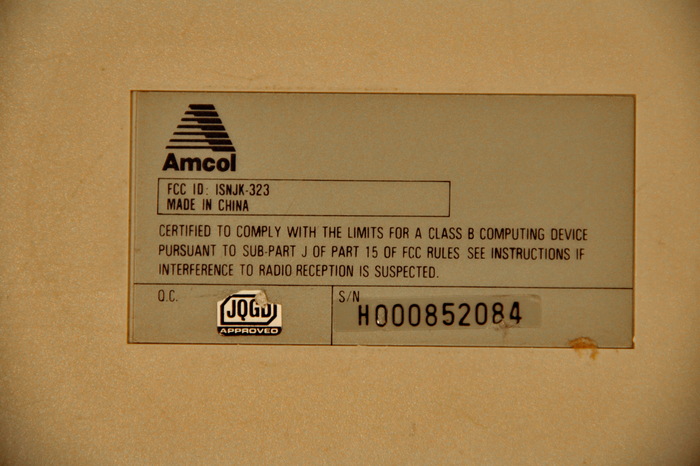 Amcol
FCC ID: ISNJK-323
MADE IN CHINA
CERTIFIED TO COMPLY WITH THE LIMITS FOR A CLASS B COMPUTING DEVICE
PURSUANT TO SUB-PART J OF PART 15 OF FCC RULES SEE INSTRUCTIONS IF
INTERFERENCE TO RADIO RECEPTION IS SUSPECTED.
Q.C.
JQGD
APPROVED
S/N
H000852084